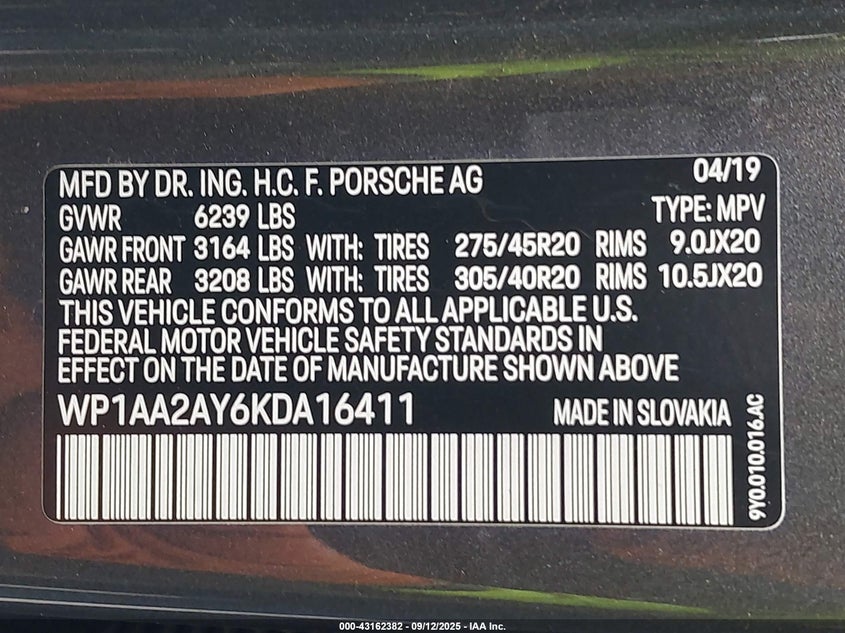 MFD BY DR. ING. H.C. F. PORSCHE AG 04/19
GVWR 6239 LBS TYPE: MPV
GAWR FRONT 3164 LBS WITH: TIRES 275/45R20 RIMS 9.0JX20
GAWR REAR 3208 LBS WITH: TIRES 305/40R20 RIMS 10.5JX20
THIS VEHICLE CONFORMS TO ALL APPLICABLE U.S.
FEDERAL MOTOR VEHICLE SAFETY STANDARDS IN
EFFECT ON THE DATE OF MANUFACTURE SHOWN ABOVE
WP1AA2AY6KDA16411 MADE IN SLOVAKIA
9Y0.010.016.AC
000-43162382 - 09/12/2025 - IAA Inc.